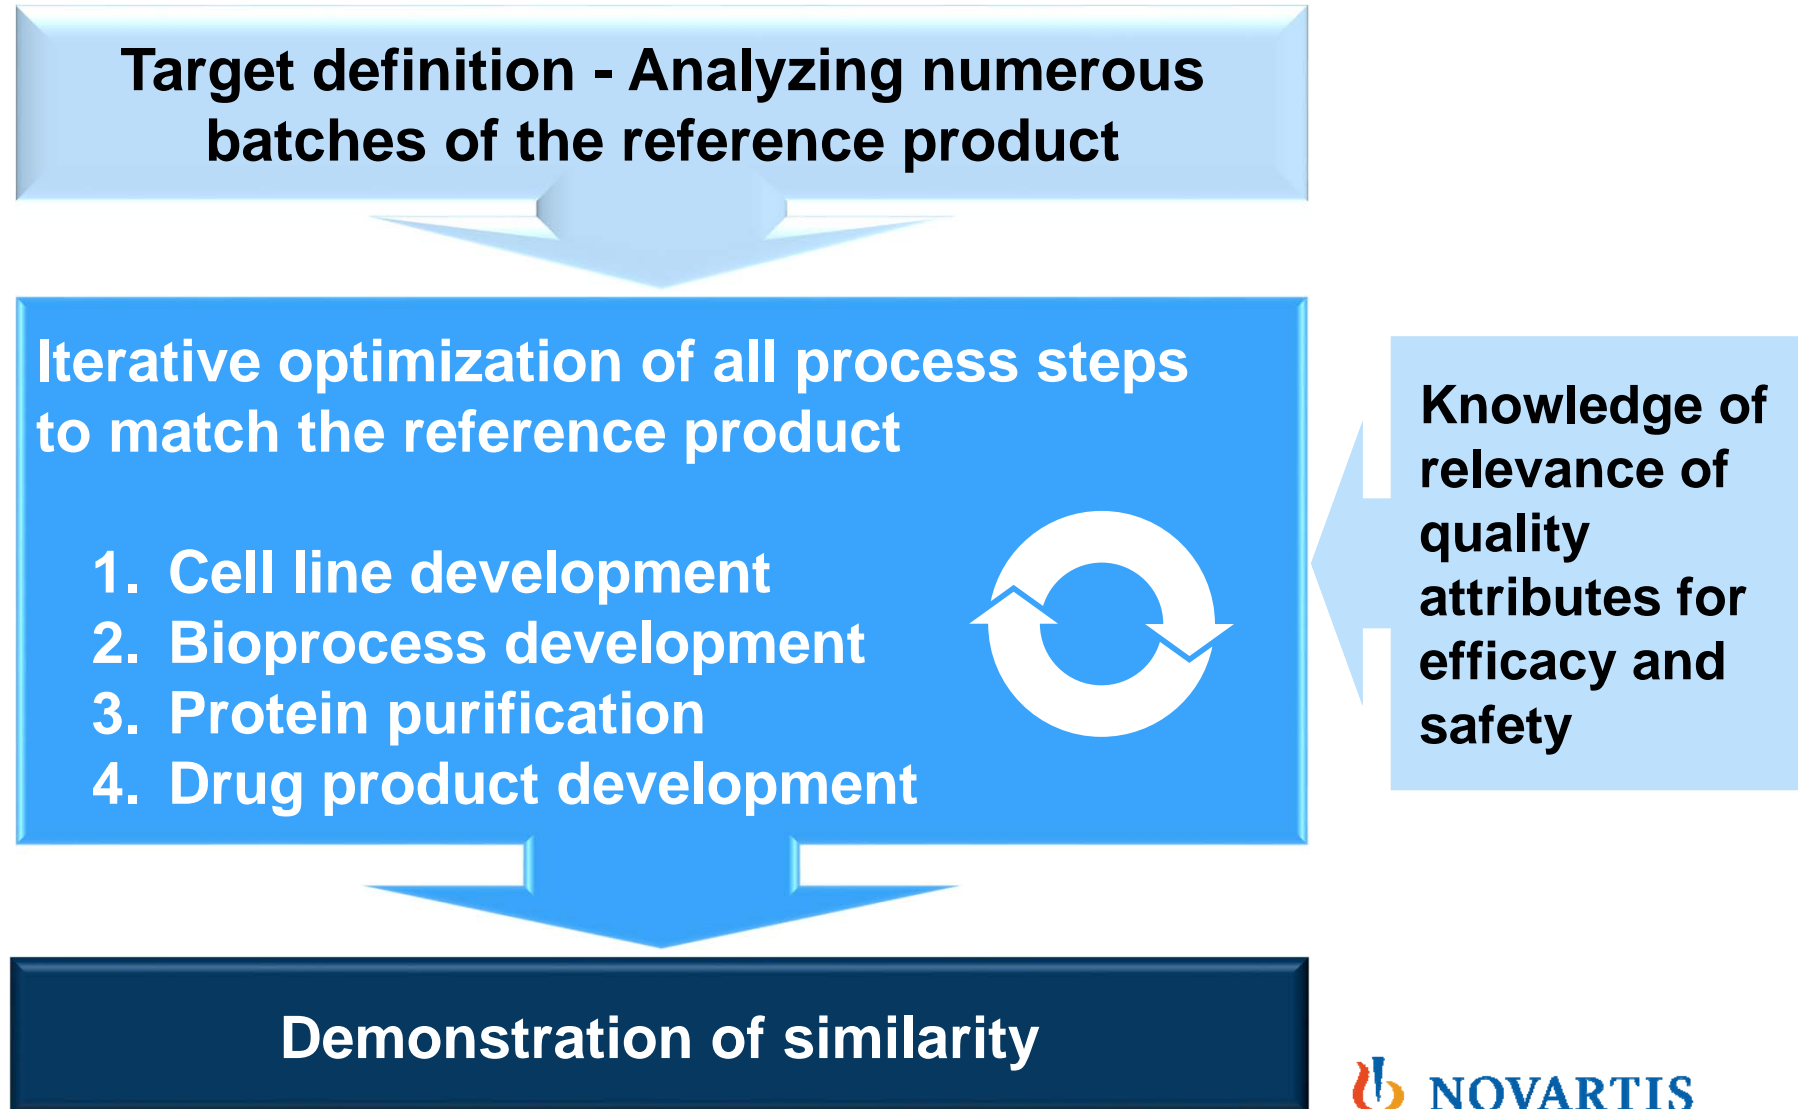 Target definition - Analyzing numerous
batches of the reference product
Iterative optimization of all process steps
to match the reference product
1. Cell line development
2. Bioprocess development
3. Protein purification
4. Drug product development
Knowledge of
relevance of
quality
attributes for
efficacy and
safety
Demonstration of similarity
NOVARTIS